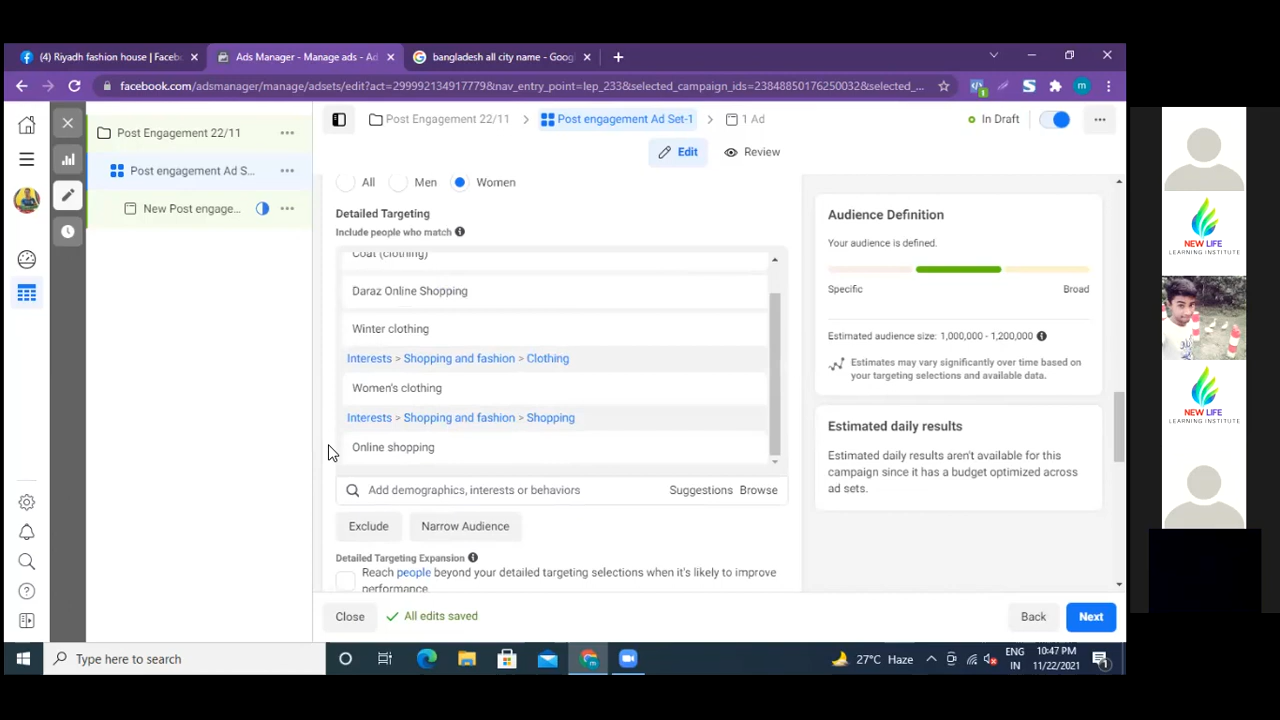 (4) Riyadh fashion house | Faceb
Ads Manager - Manage ads - Ad
bangladesh all city name - Goog
facebook.com/adsmanager/manage/adsets/edit?act=299992134917779&nav_entry_point=lep_233&selected_campaign_ids=23848850176250032&selected_...
Post Engagement 22/11
Post engagement Ad S...
New Post engage...
Post Engagement 22/11 > Post engagement Ad Set-1 > 1 Ad
In Draft
Edit
Review
All Men Women
Detailed Targeting
Include people who match
Coat (clothing)
Daraz Online Shopping
Winter clothing
Interests > Shopping and fashion > Clothing
Women's clothing
Interests > Shopping and fashion > Shopping
Online shopping
Add demographics, interests or behaviors Suggestions Browse
Exclude Narrow Audience
Detailed Targeting Expansion
Reach people beyond your detailed targeting selections when it's likely to improve
performance.
Close All edits saved Back Next
Audience Definition
Your audience is defined.
Specific Broad
Estimated audience size: 1,000,000 - 1,200,000
Estimates may vary significantly over time based on
your targeting selections and available data.
Estimated daily results
Estimated daily results aren't available for this
campaign since it has a budget optimized across
ad sets.
NEW LIFE
LEARNING INSTITUTE
NEW LIFE
LEARNING INSTITUTE
Type here to search
27°C Haze
ENG
IN
10:47 PM
11/22/2021